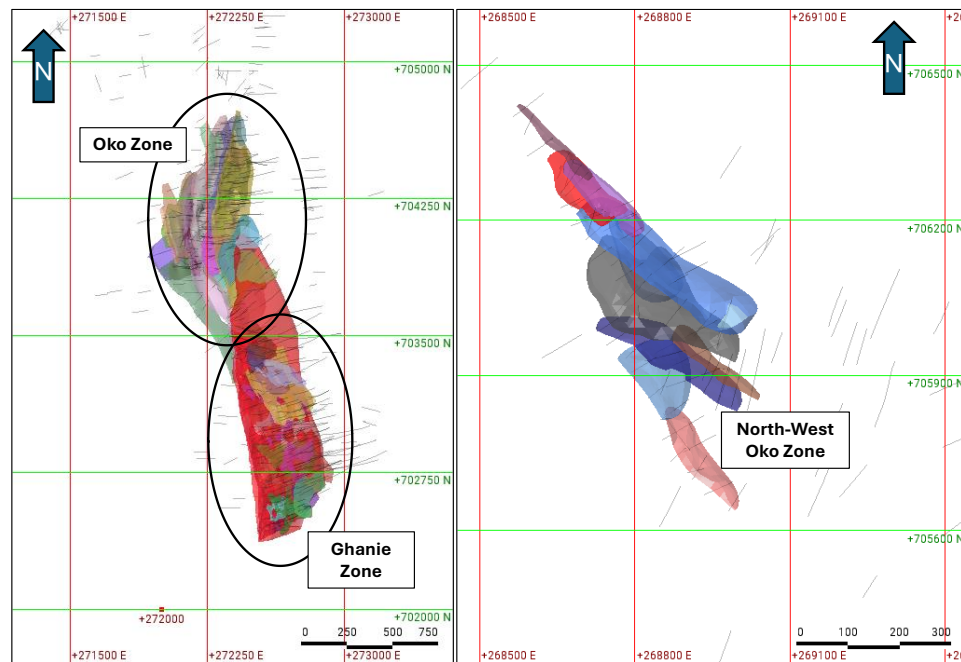 +271500 E
+272250 E
+273000 E
N
+705000 N
Oko Zone
+704250 N
+703500 N
+702750 N
Ghanie
Zone
+702000 N
+272000
0 250 500 750
+271500 E
+272250 E
+273000 E
+268500 E
+268800 E
+269100 E
N
+706500 N
+706200 N
+705900 N
North-West
Oko Zone
+705600 N
0 100 200 300
+268500 E
+268800 E
+269100 E